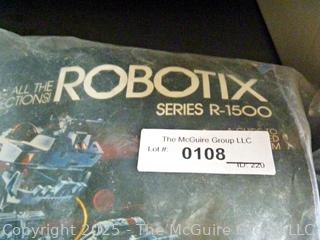 ALL THE
ROBOTIX
SERIES R-1500
The McGuire Group LLC
Lot #:
0108
ID: 220
Copyright 2025 - The McGuire Group LLC